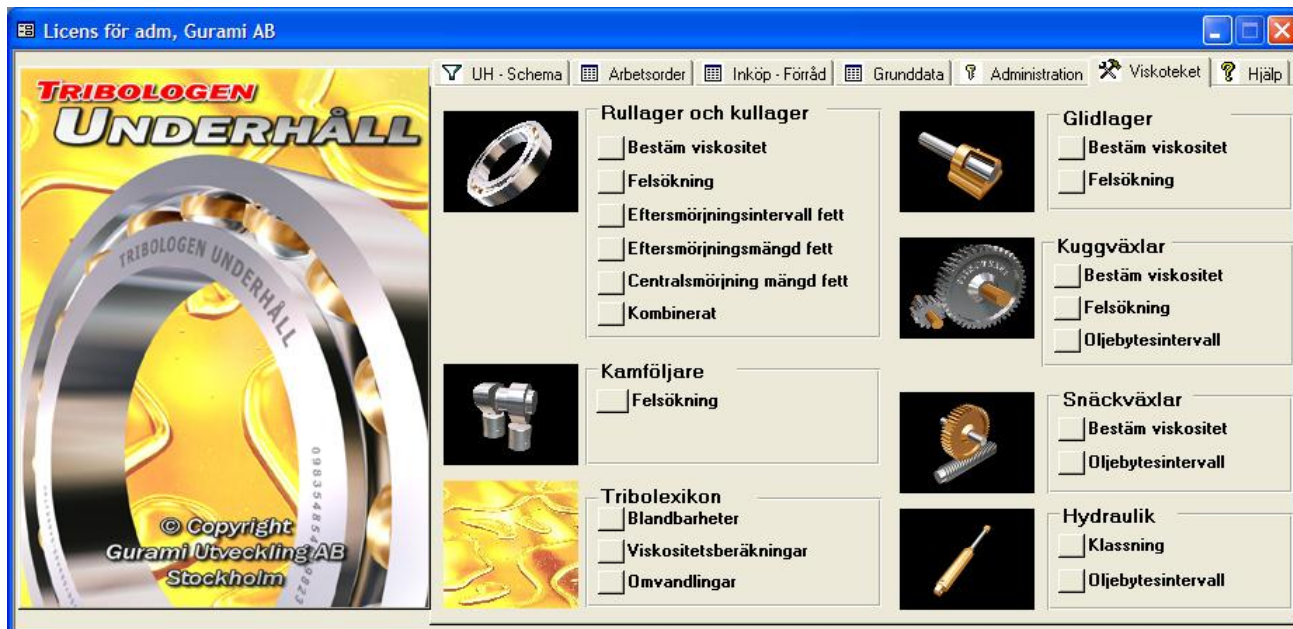 Licens för adm, Gurami AB
UH - Schema
Arbetsorder
Inköp - Förråd
Grunddata
Administration
Viskoteket
Hjälp
TRIBOLOGEN
UNDERHÅLL
TRIBOLOGEN UNDERHÅLL
© Copyright
Gurami Utveckling AB
Stockholm
Rullager och kullager
Bestäm viskositet
Felsökning
Eftersmörjningsintervall fett
Eftersmörjningsmängd fett
Centralsmörjning mängd fett
Kombinerat
Kamföljare
Felsökning
Tribolexikon
Blandbarheter
Viskositetsberäkningar
Omvandlingar
Glidlager
Bestäm viskositet
Felsökning
Kuggväxlar
Bestäm viskositet
Felsökning
Oljebytesintervall
Snäckväxlar
Bestäm viskositet
Oljebytesintervall
Hydraulik
Klassning
Oljebytesintervall